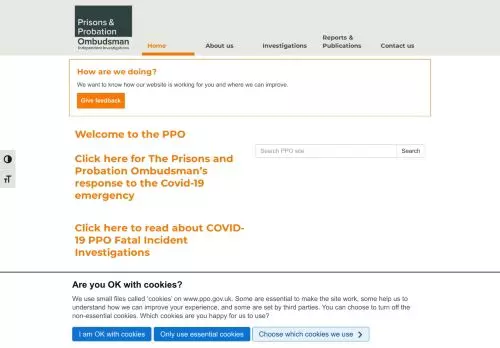 Prisons &
Probation
Ombudsman
Independent Investigations
Home
About us
Investigations
Reports &
Publications
Contact us
How are we doing?
We want to know how our website is working for you and where we can improve.
Give feedback
Welcome to the PPO
Search PPO site
Search
Click here for The Prisons and
Probation Ombudsman's
response to the Covid-19
emergency
Click here to read about COVID-
19 PPO Fatal Incident
Investigations
Are you OK with cookies?
We use small files called 'cookies' on www.ppo.gov.uk. Some are essential to make the site work, some help us to
understand how we can improve your experience, and some are set by third parties. You can choose to turn off the
non-essential cookies. Which cookies are you happy for us to use?
I am OK with cookies
Only use essential cookies
Choose which cookies we use